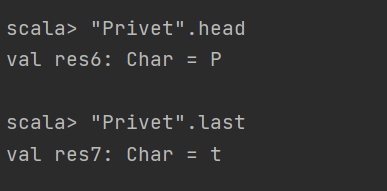 scala> "Privet".head
val res6: Char = P
scala> "Privet".last
val res7: Char = t